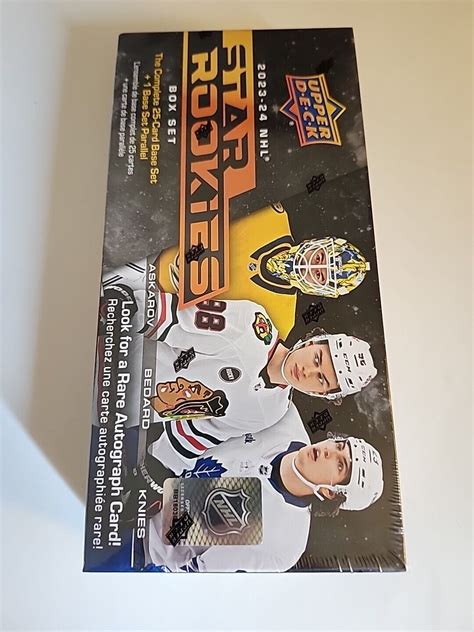 UPPER
DECK
2023-24 NHL®
STAR
ROOKIES
BOX SET
The Complete 25-Card Base Set
+ 1 Base Set Parallel
L'ensemble de base complet de 25 cartes
+ une carte de base parallèle
ASKAROV
BEDARD
KNIES
98
NHL
Look for a Rare Autograph Card!
Recherchez une carte autographiée rare!